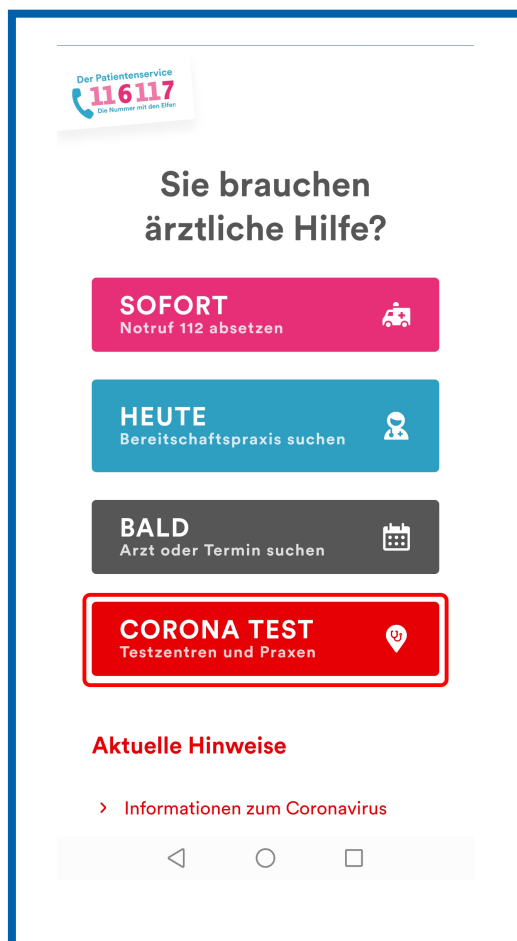 Der Patientenservice
116117
Die Nummer mit den Elfen
Sie brauchen
ärztliche Hilfe?
SOFORT
Notruf 112 absetzen
HEUTE
Bereitschaftspraxis suchen
BALD
Arzt oder Termin suchen
CORONA TEST
Testzentren und Praxen
Aktuelle Hinweise
Informationen zum Coronavirus